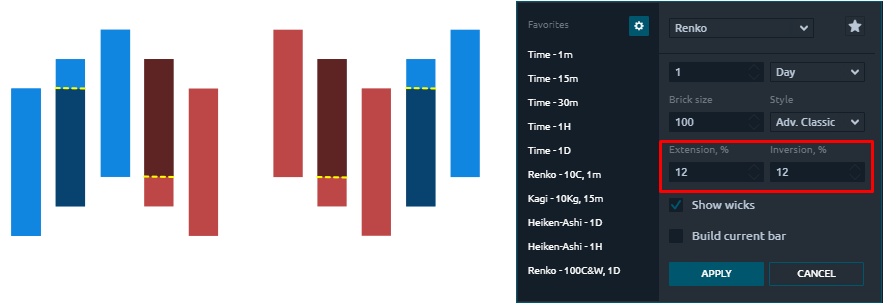 Favorites
Time - 1m
Time - 15m
Time - 30m
Time - 1H
Time - 1D
Renko - 10C, 1m
Kagi - 10Kg, 15m
Heiken-Ashi - 1D
Heiken-Ashi - 1H
Renko - 100C&W, 1D
Renko
1 Day
Brick size Style
100 Adv. Classic
Extension, % Inversion, %
12 12
Show wicks
Build current bar
APPLY CANCEL